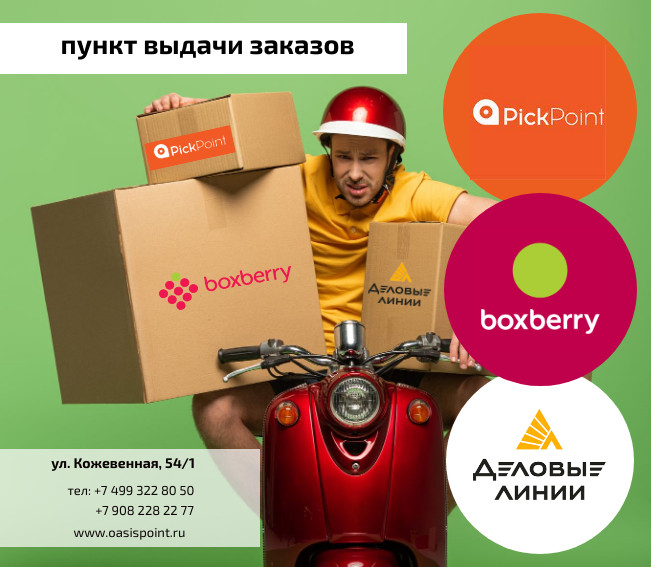 пункт выдачи заказов
PickPoint
PickPoint
boxberry
boxberry
Деловые
линии
Деловые
линии
ул. Кожевенная, 54/1
тел: +7 499 322 80 50
+7 908 228 22 77
www.oasispoint.ru